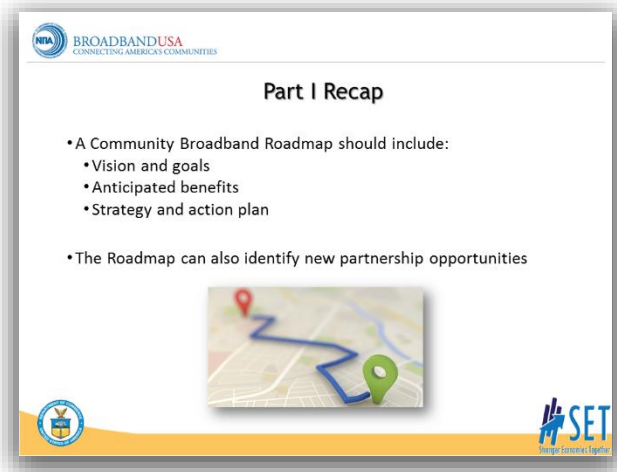 NTIA
BROADBANDUSA
CONNECTING AMERICA'S COMMUNITIES
Part I Recap
•A Community Broadband Roadmap should include:
•Vision and goals
•Anticipated benefits
•Strategy and action plan
•The Roadmap can also identify new partnership opportunities
SET
Stronger Economies Together